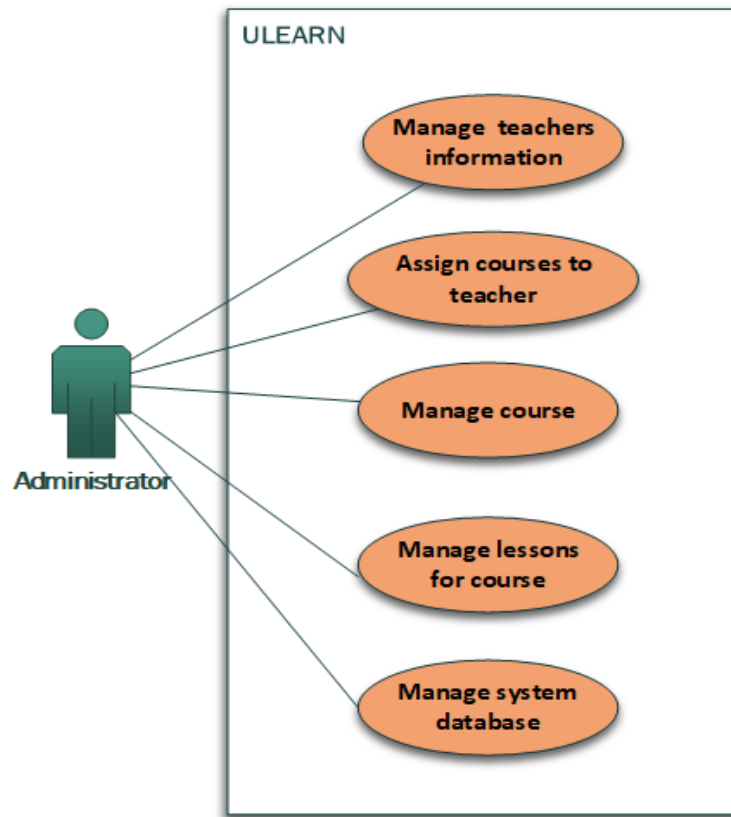 ULEARN
Manage teachers
information
Assign courses to
teacher
Manage course
Administrator
Manage lessons
for course
Manage system
database